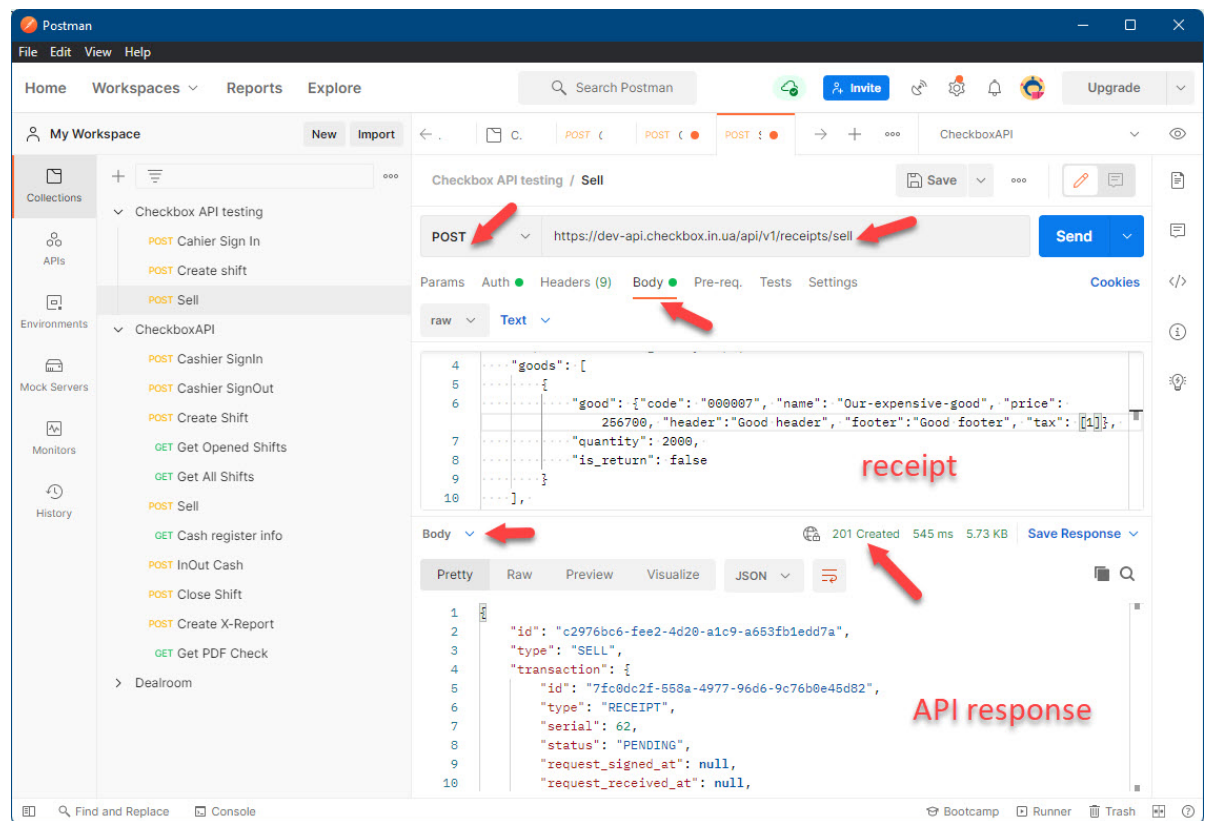 Postman
File Edit View Help
Home Workspaces Reports Explore Search Postman Invite Upgrade
My Workspace New Import C. POST ( POST ( POST CheckboxAPI
Collections
APIs
Environments
Mock Servers
Monitors
History
Checkbox API testing
POST Cahier Sign In
POST Create shift
POST Sell
CheckboxAPI
POST Cashier SignIn
POST Cashier SignOut
POST Create Shift
GET Get Opened Shifts
GET Get All Shifts
POST Sell
GET Cash register info
POST InOut Cash
POST Close Shift
POST Create X-Report
GET Get PDF Check
Dealroom
Checkbox API testing / Sell Save
POST https://dev-api.checkbox.in.ua/api/v1/receipts/sell Send
Params Auth Headers (9) Body Pre-req. Tests Settings Cookies
raw Text
4 "goods": [
5 {
6 "good": {"code": "000007", "name": "Our-expensive-good", "price":
256700, "header":"Good header", "footer":"Good footer", "tax": [1]},
7 "quantity": 2000,
8 "is_return": false
9 }
10 ],
receipt
Body 201 Created 545 ms 5.73 KB Save Response
Pretty Raw Preview Visualize JSON
1 {
2 "id": "c2976bc6-fee2-4d20-a1c9-a653fb1edd7a",
3 "type": "SELL",
4 "transaction": {
5 "id": "7fc0dc2f-558a-4977-96d6-9c76b0e45d82",
6 "type": "RECEIPT",
7 "serial": 62,
8 "status": "PENDING",
9 "request_signed_at": null,
10 "request_received_at": null,
API response
Find and Replace Console Bootcamp Runner Trash